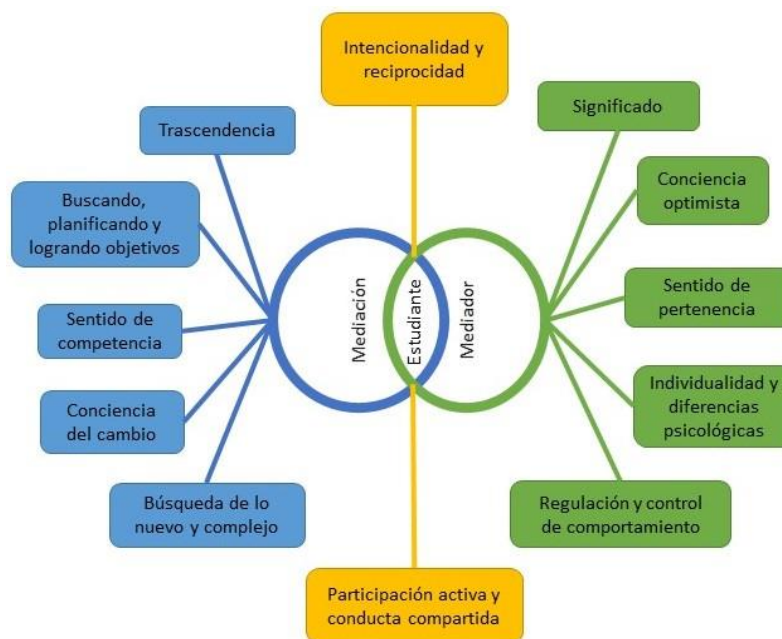 Intencionalidad y
reciprocidad
Trascendencia
Significado
Buscando,
planificando y
logrando objetivos
Conciencia
optimista
Sentido de
competencia
Mediación
Estudiante
Mediador
Sentido de
pertenencia
Conciencia
del cambio
Individualidad y
diferencias
psicológicas
Búsqueda de lo
nuevo y complejo
Regulación y control
de comportamiento
Participación activa y
conducta compartida